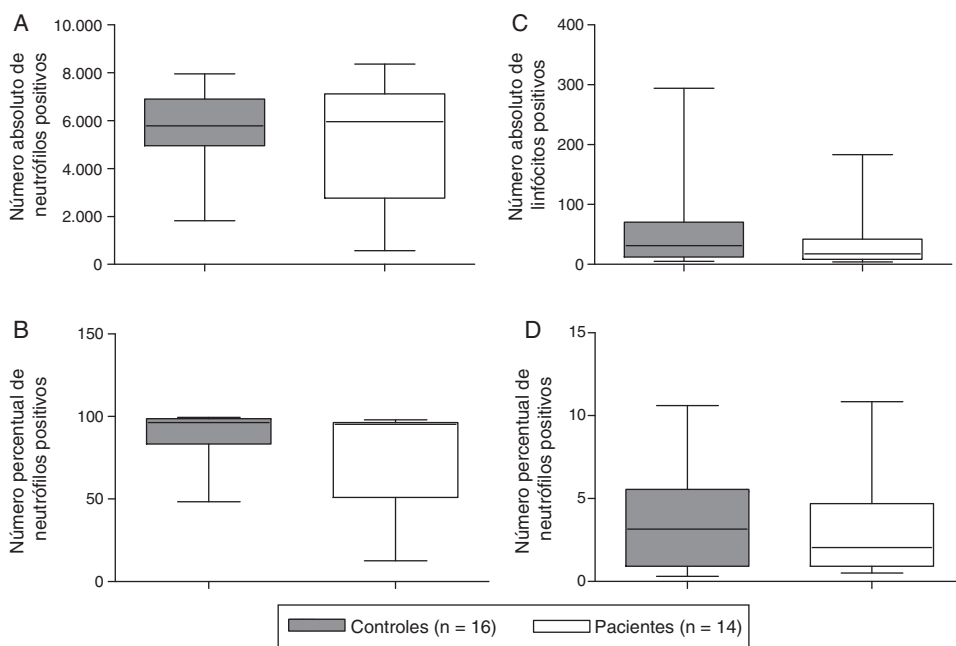 A
Número absoluto de
neutrófilos positivos
10.000
8.000
6.000
4.000
2.000
0
C
Número absoluto de
linfócitos positivos
400
300
200
100
0
B
Número percentual de
neutrófilos positivos
150
100
50
0
D
Número percentual de
neutrófilos positivos
15
10
5
0
Controles (n = 16)
Pacientes (n = 14)